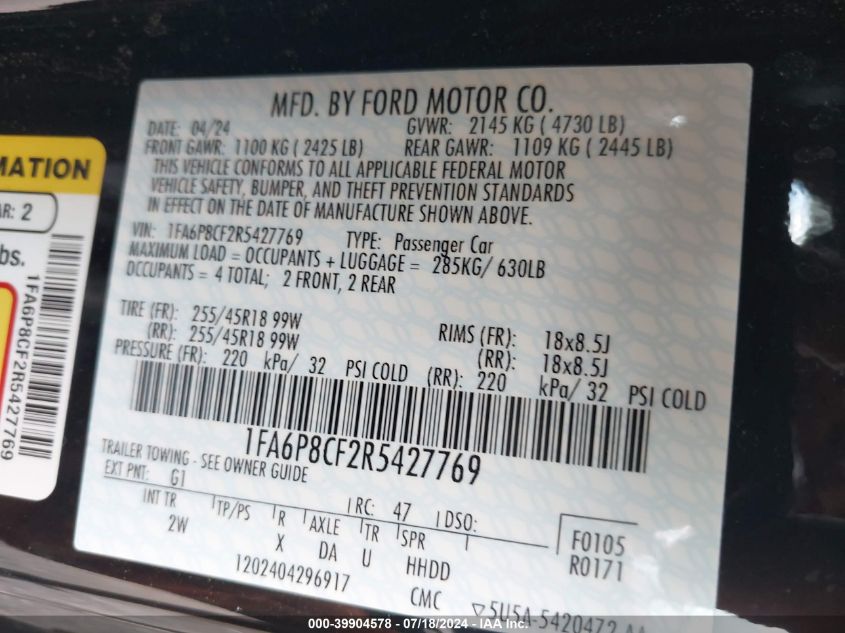 MFD. BY FORD MOTOR CO.
DATE: 04/24 GVWR: 2145 KG ( 4730 LB)
FRONT GAWR: 1100 KG ( 2425 LB) REAR GAWR: 1109 KG ( 2445 LB)
THIS VEHICLE CONFORMS TO ALL APPLICABLE FEDERAL MOTOR
VEHICLE SAFETY, BUMPER, AND THEFT PREVENTION STANDARDS
IN EFFECT ON THE DATE OF MANUFACTURE SHOWN ABOVE.
VIN: 1FA6P8CF2R5427769 TYPE: Passenger Car
MAXIMUM LOAD = OCCUPANTS + LUGGAGE = 285KG/ 630LB
OCCUPANTS = 4 TOTAL; 2 FRONT, 2 REAR
TIRE (FR): 255/45R18 99W RIMS (FR): 18x8.5J
(RR): 255/45R18 99W (RR): 18x8.5J
PRESSURE (FR): 220 kPa/ 32 PSI COLD (RR): 220 kPa/ 32 PSI COLD
1FA6P8CF2R5427769
TRAILER TOWING - SEE OWNER GUIDE
EXT PNT: G1 RC: 47 DSO:
INT TR TP/PS R AXLE TR SPR F0105
2W X DA U HHDD R0171
1202404296917 CMC ▽5U5A-5420472-AA
MATION
AR: 2
bs.
1FA6P8CF2R5427769
000-39904578 - 07/18/2024 - IAA Inc.